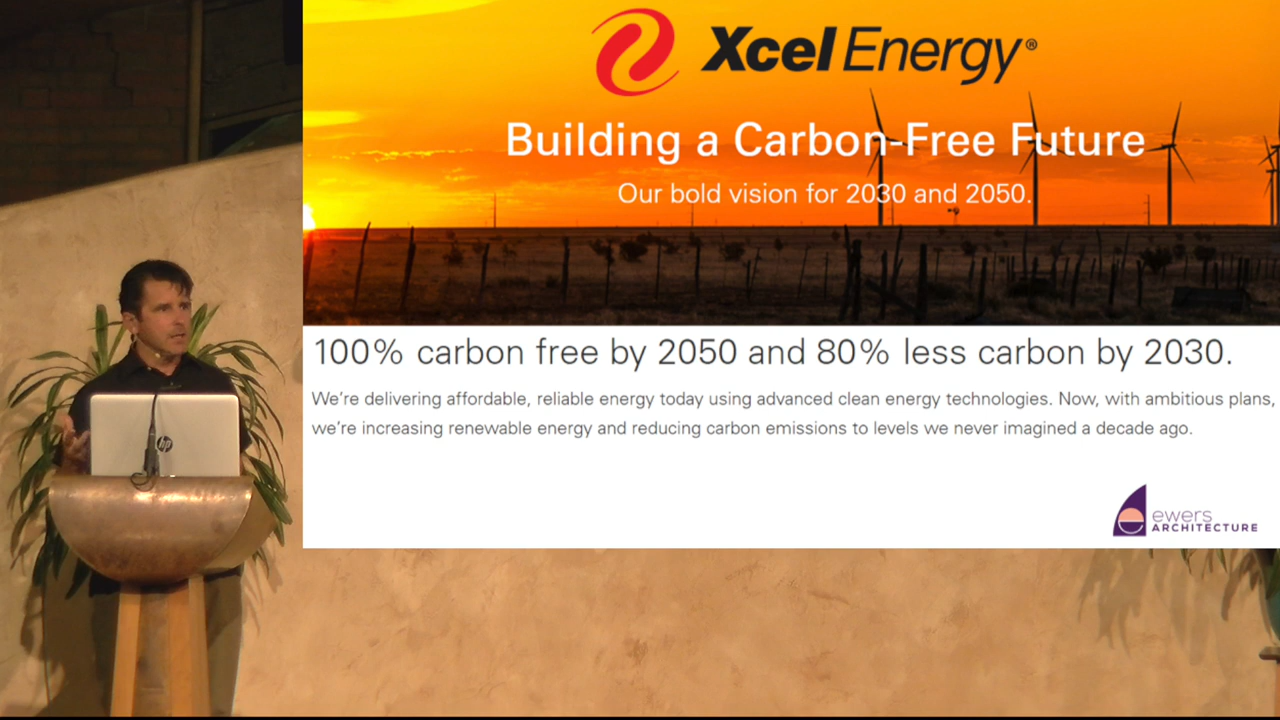 Xcel Energy®
Building a Carbon-Free Future
Our bold vision for 2030 and 2050.
100% carbon free by 2050 and 80% less carbon by 2030.
We’re delivering affordable, reliable energy today using advanced clean energy technologies. Now, with ambitious plans,
we’re increasing renewable energy and reducing carbon emissions to levels we never imagined a decade ago.
hp
ewers
ARCHITECTURE